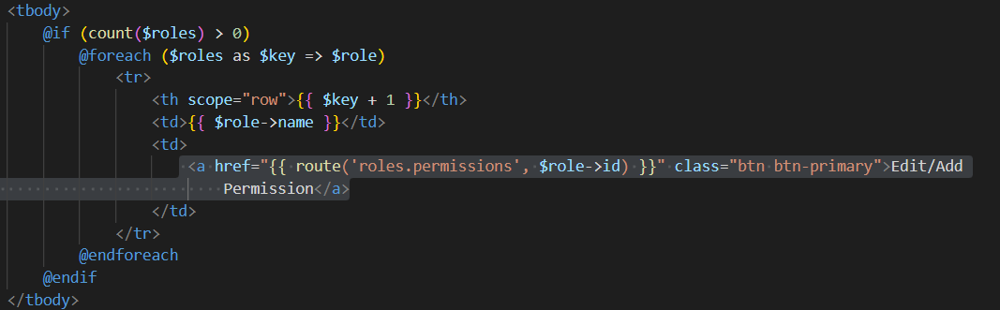 <tbody>
@if (count($roles) > 0)
@foreach ($roles as $key => $role)
<tr>
<th scope="row">{{ $key + 1 }}</th>
<td>{{ $role->name }}</td>
<td>
<a href="{{ route('roles.permissions', $role->id) }}" class="btn btn-primary">Edit/Add
Permission</a>
</td>
</tr>
@endforeach
@endif
</tbody>